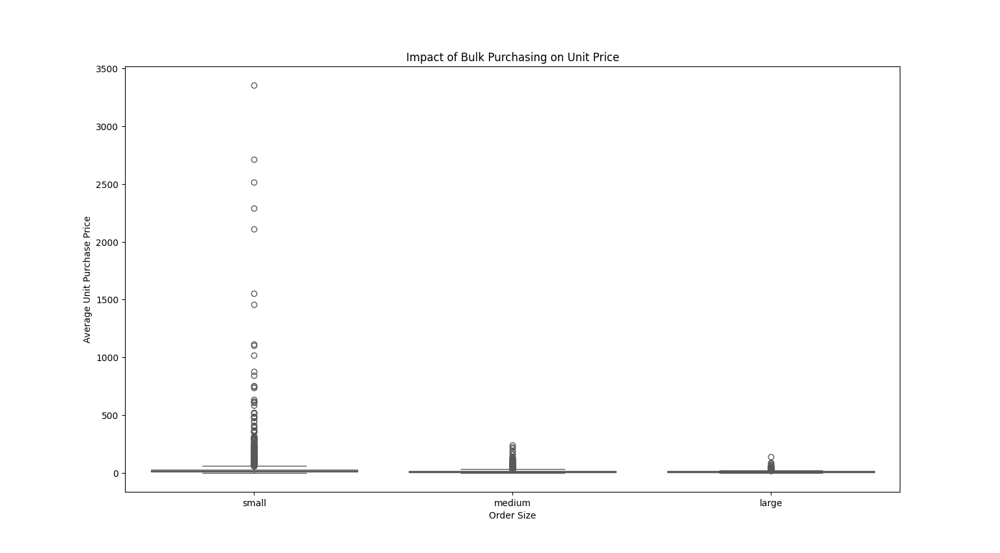 Impact of Bulk Purchasing on Unit Price
3500
3000
2500
2000
1500
1000
500
0
Average Unit Purchase Price
small medium large
Order Size